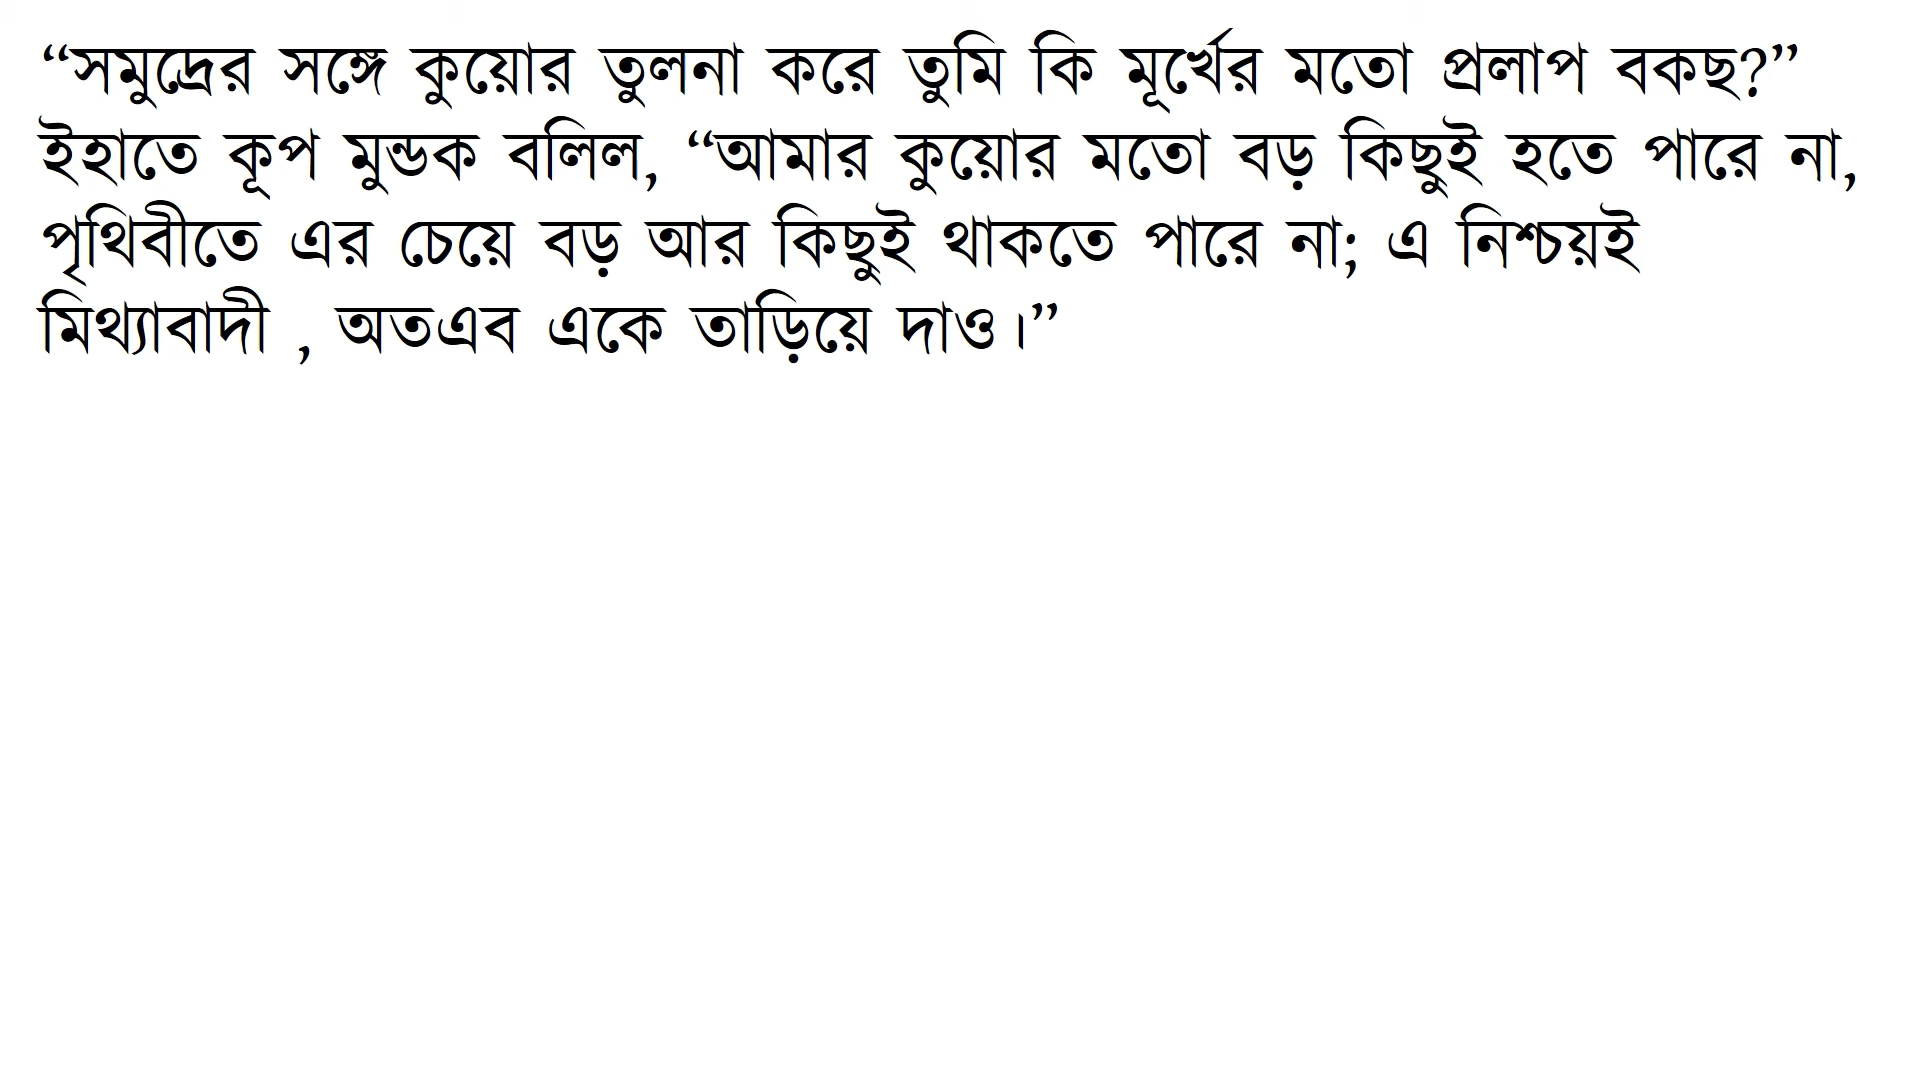 “সমুদ্রের সঙ্গে কুয়োর তুলনা করে তুমি কি মূর্খের মতো প্রলাপ বকছ?”
ইহাতে কূপ মুন্ডক বলিল, “আমার কুয়োর মতো বড় কিছুই হতে পারে না,
পৃথিবীতে এর চেয়ে বড় আর কিছুই থাকতে পারে না; এ নিশ্চয়ই
মিথ্যাবাদী , অতএব একে তাড়িয়ে দাও।”